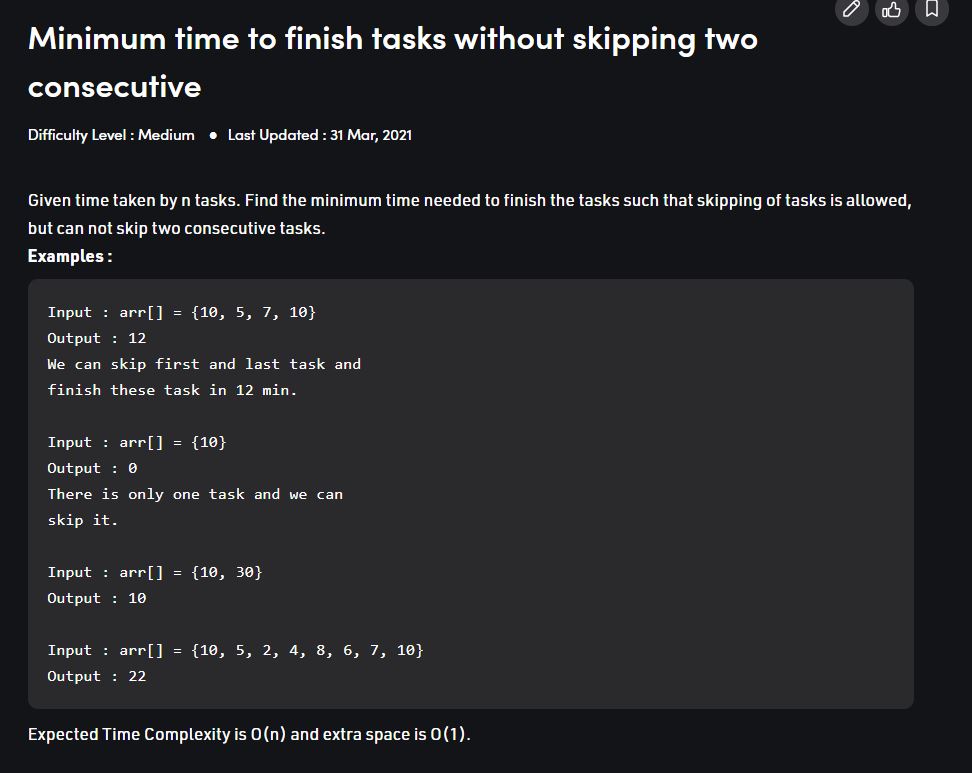 Minimum time to finish tasks without skipping two
consecutive
Difficulty Level : Medium ● Last Updated : 31 Mar, 2021
Given time taken by n tasks. Find the minimum time needed to finish the tasks such that skipping of tasks is allowed,
but can not skip two consecutive tasks.
Examples :
Input : arr[] = {10, 5, 7, 10}
Output : 12
We can skip first and last task and
finish these task in 12 min.
Input : arr[] = {10}
Output : 0
There is only one task and we can
skip it.
Input : arr[] = {10, 30}
Output : 10
Input : arr[] = {10, 5, 2, 4, 8, 6, 7, 10}
Output : 22
Expected Time Complexity is O(n) and extra space is O(1).